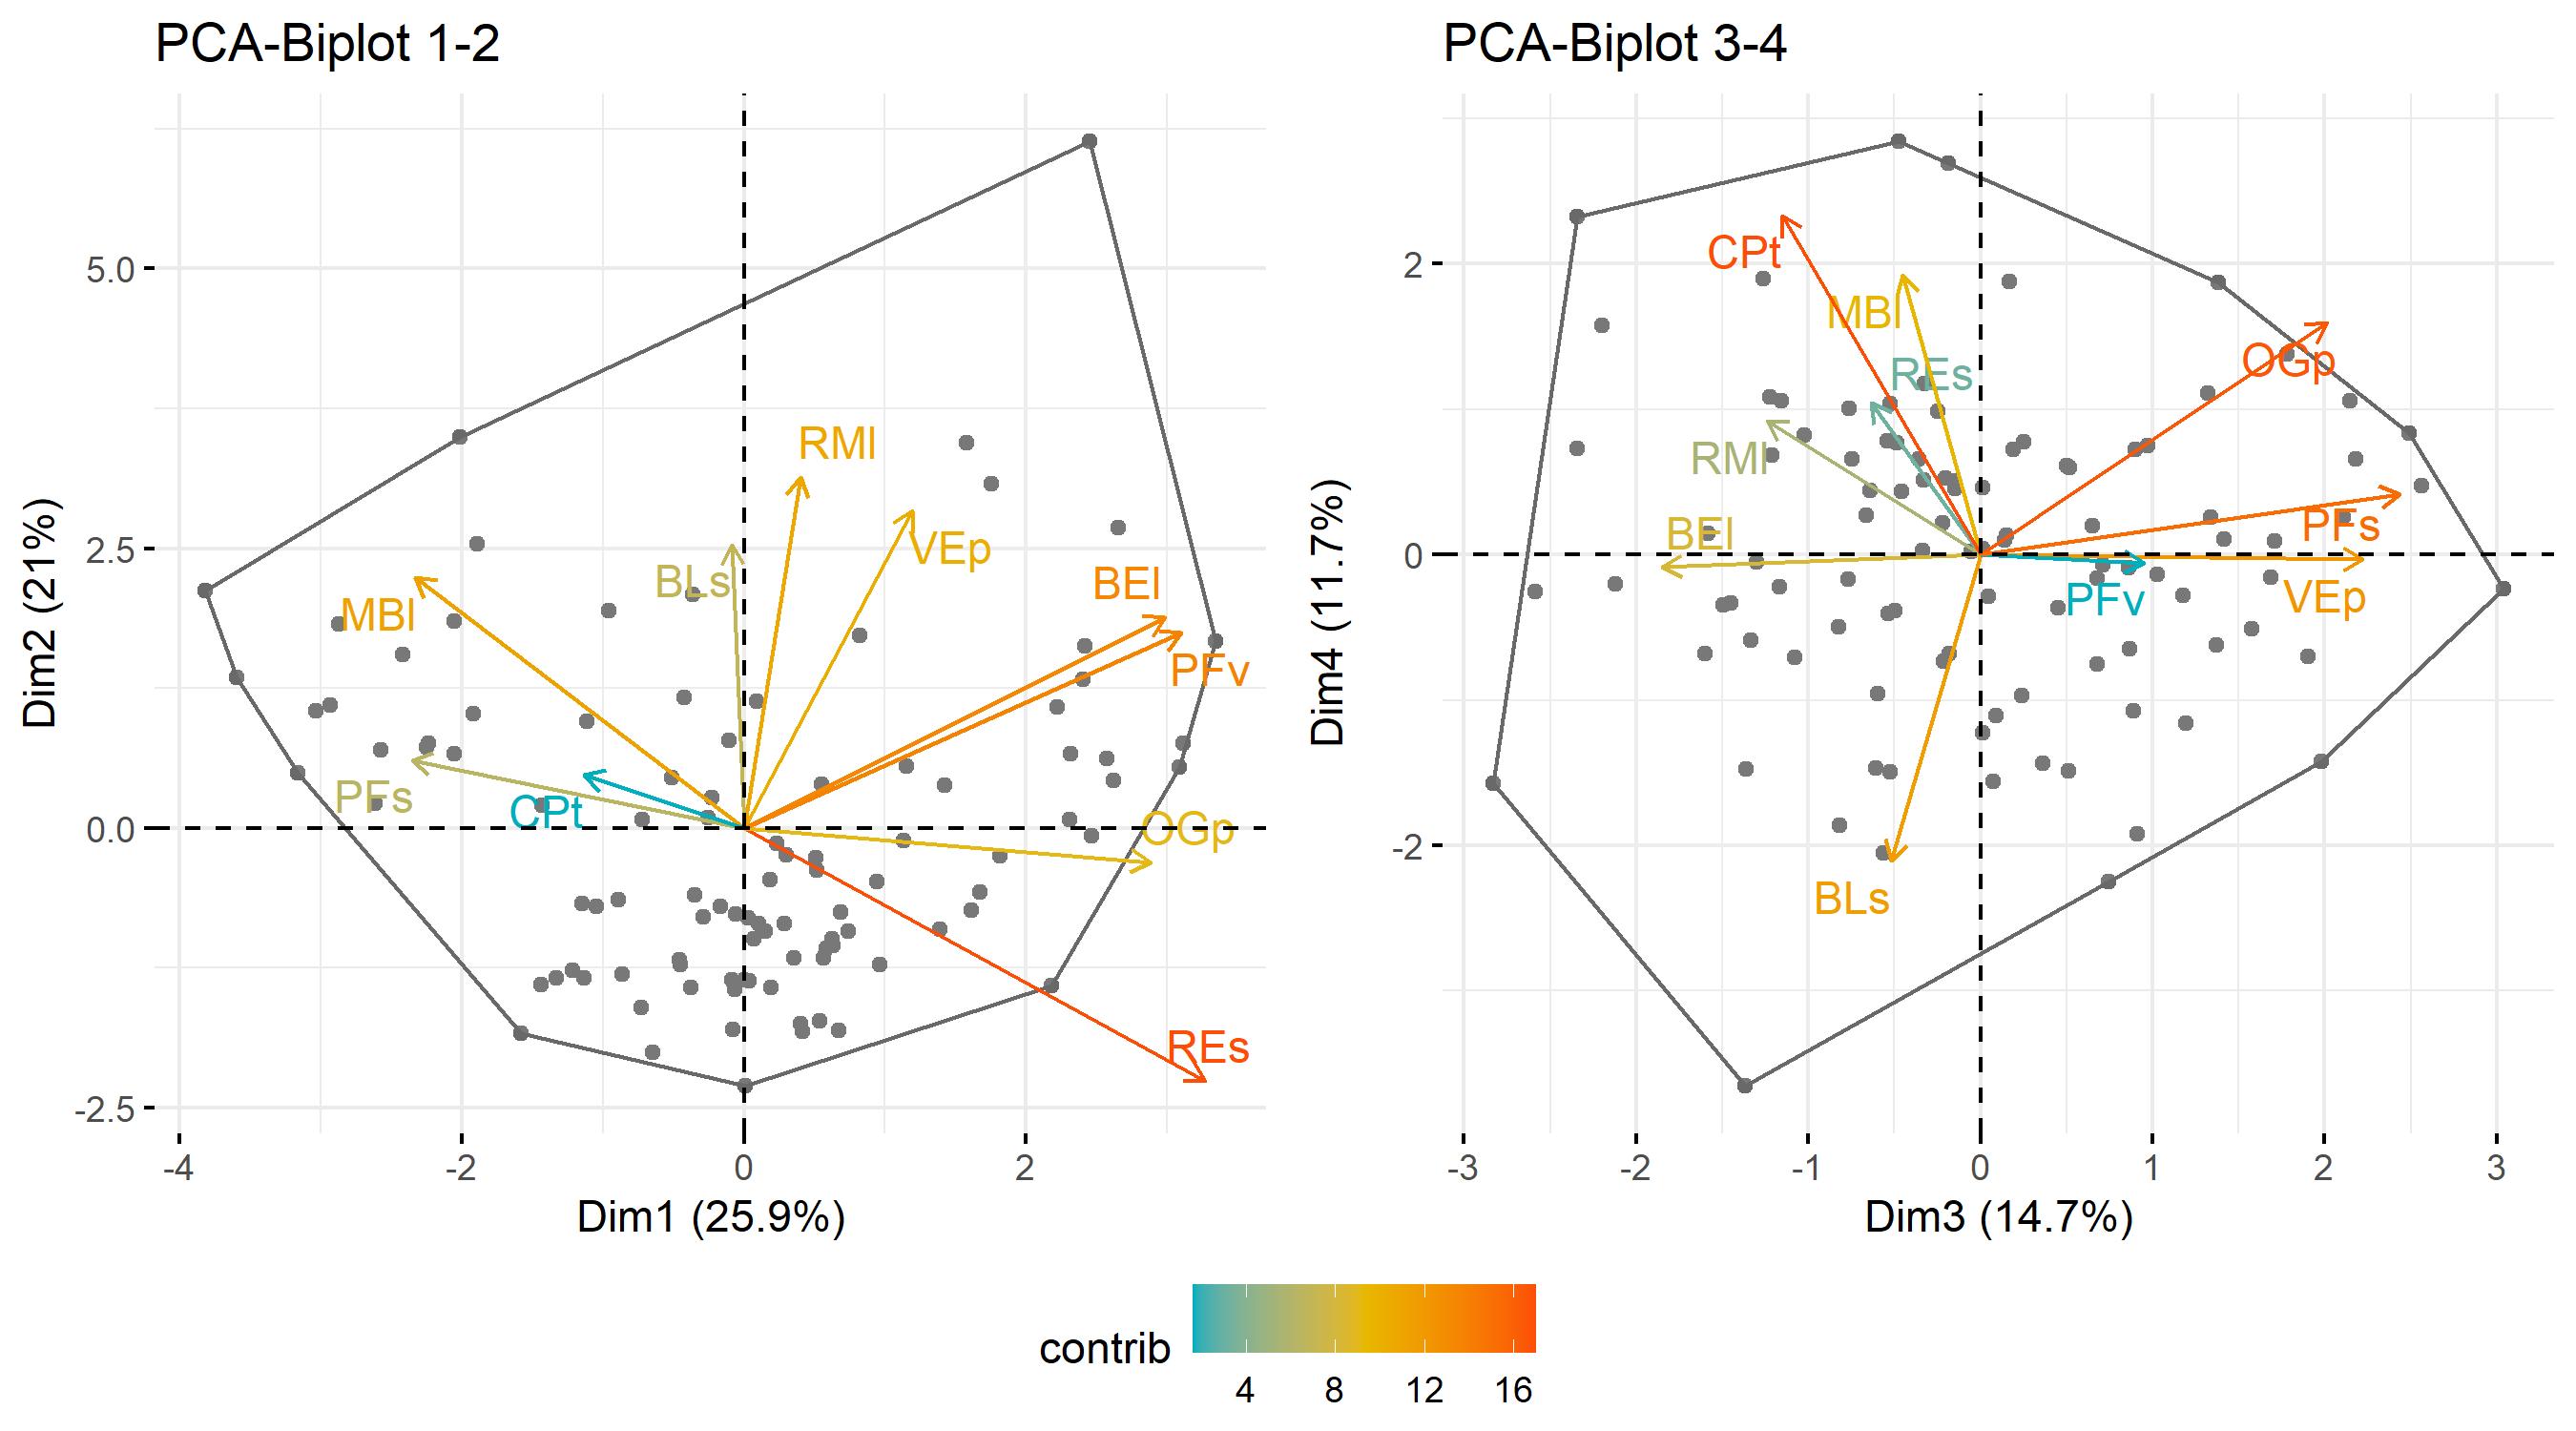 PCA-Biplot 1-2
RMl
VEp
BLs
BEl
MBl
PFv
PFs
CPt
OGp
REs
5.0
2.5
0.0
-2.5
-4
-2
0
2
Dim2 (21%)
Dim1 (25.9%)
PCA-Biplot 3-4
CPt
MBl
OGp
REs
RMl
PFs
BEl
PFv
VEp
BLs
2
0
-2
-3
-2
-1
0
1
2
3
Dim4 (11.7%)
Dim3 (14.7%)
contrib
4
8
12
16